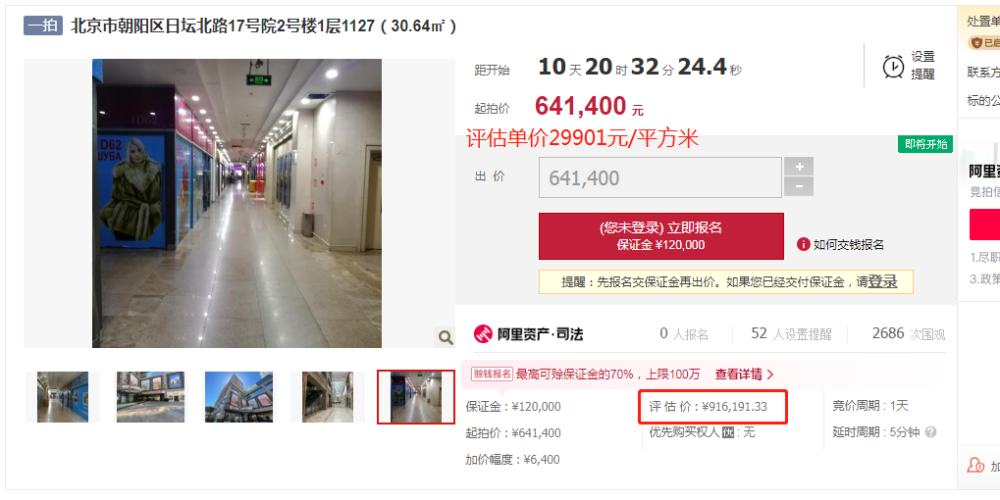 一拍 北京市朝阳区日坛北路17号院2号楼1层1127（30.64㎡）
距开始 10 天 20 时 32 分 24.4 秒
设置
提醒
起拍价 641,400 元
评估单价29901元/平方米
即将开始
出 价 641,400 + −
(您未登录) 立即报名
保证金 ¥120,000
如何交钱报名
提醒：先报名交保证金再出价。如果您已经交付保证金，请登录
阿里资产·司法 0 人报名 52 人设置提醒 2686 次围观
赊钱报名 最高可赊保证金的70%，上限100万 查看详情
保证金：¥120,000 评 估 价：¥916,191.33 竞价周期：1天
起拍价：¥641,400 优先购买权人 优：无 延时周期：5分钟 ?
加价幅度：¥6,400
D62
ШУБА
处置单
已启
联系方
标的公
阿里资产
竞拍信
1.尽职
3.政策
加